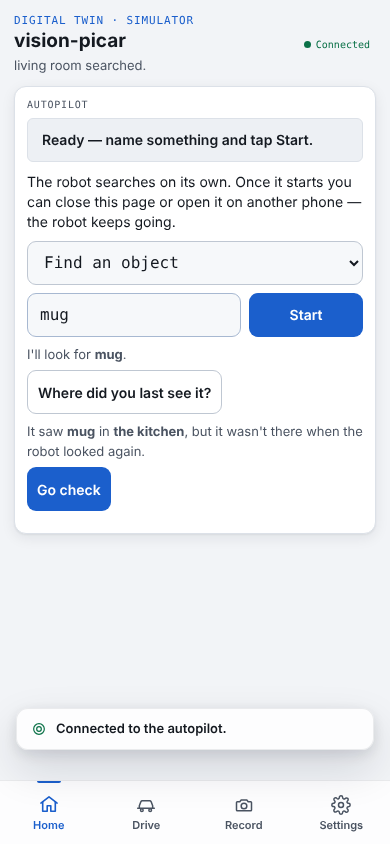 DIGITAL TWIN · SIMULATOR
vision-picar
Connected
living room searched.
AUTOPILOT
Ready — name something and tap Start.
The robot searches on its own. Once it starts you
can close this page or open it on another phone —
the robot keeps going.
Find an object
mug
Start
I'll look for mug.
Where did you last see it?
It saw mug in the kitchen, but it wasn't there when the
robot looked again.
Go check
Connected to the autopilot.
Home
Drive
Record
Settings